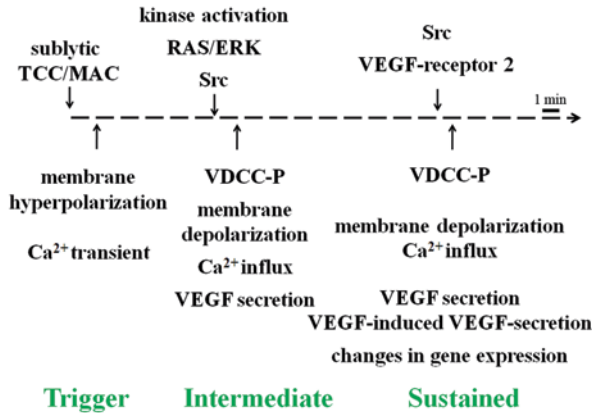 kinase activation
RAS/ERK
Src
sublytic
TCC/MAC
Src
VEGF-receptor 2
1 min
membrane
hyperpolarization
Ca²⁺ transient
VDCC-P
membrane
depolarization
Ca²⁺ influx
VEGF secretion
VDCC-P
membrane depolarization
Ca²⁺ influx
VEGF secretion
VEGF-induced VEGF-secretion
changes in gene expression
Trigger
Intermediate
Sustained